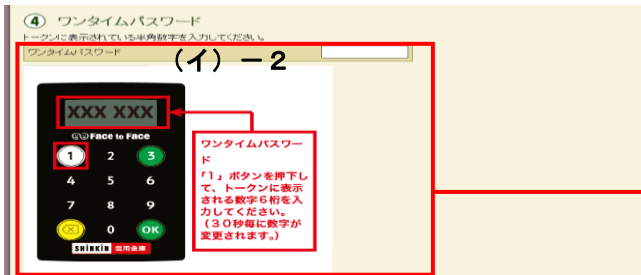 ④ ワンタイムパスワード
トークンに表示されている半角数字を入力してください。
ワンタイムパスワード
(イ)-2
XXX XXX
Face to Face
1 2 3
4 5 6
7 8 9
0 OK
SHINKIN 信用金庫
ワンタイムパスワー
ド
「1」ボタンを押下し
て、トークンに表示
される数字6桁を入
力してください。
(30秒毎に数字が
変更されます。)